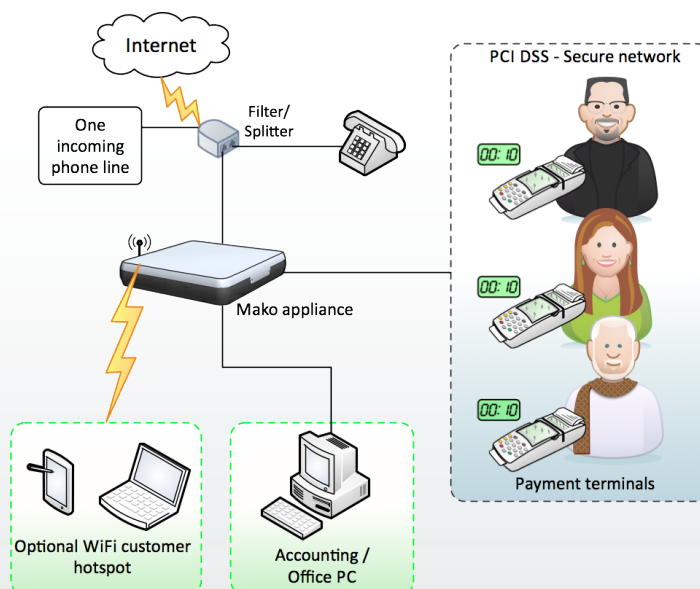 Internet
PCI DSS - Secure network
One
incoming
phone line
Filter/
Splitter
00:10
Mako appliance
00:10
00:10
Payment terminals
Optional WiFi customer
hotspot
Accounting /
Office PC